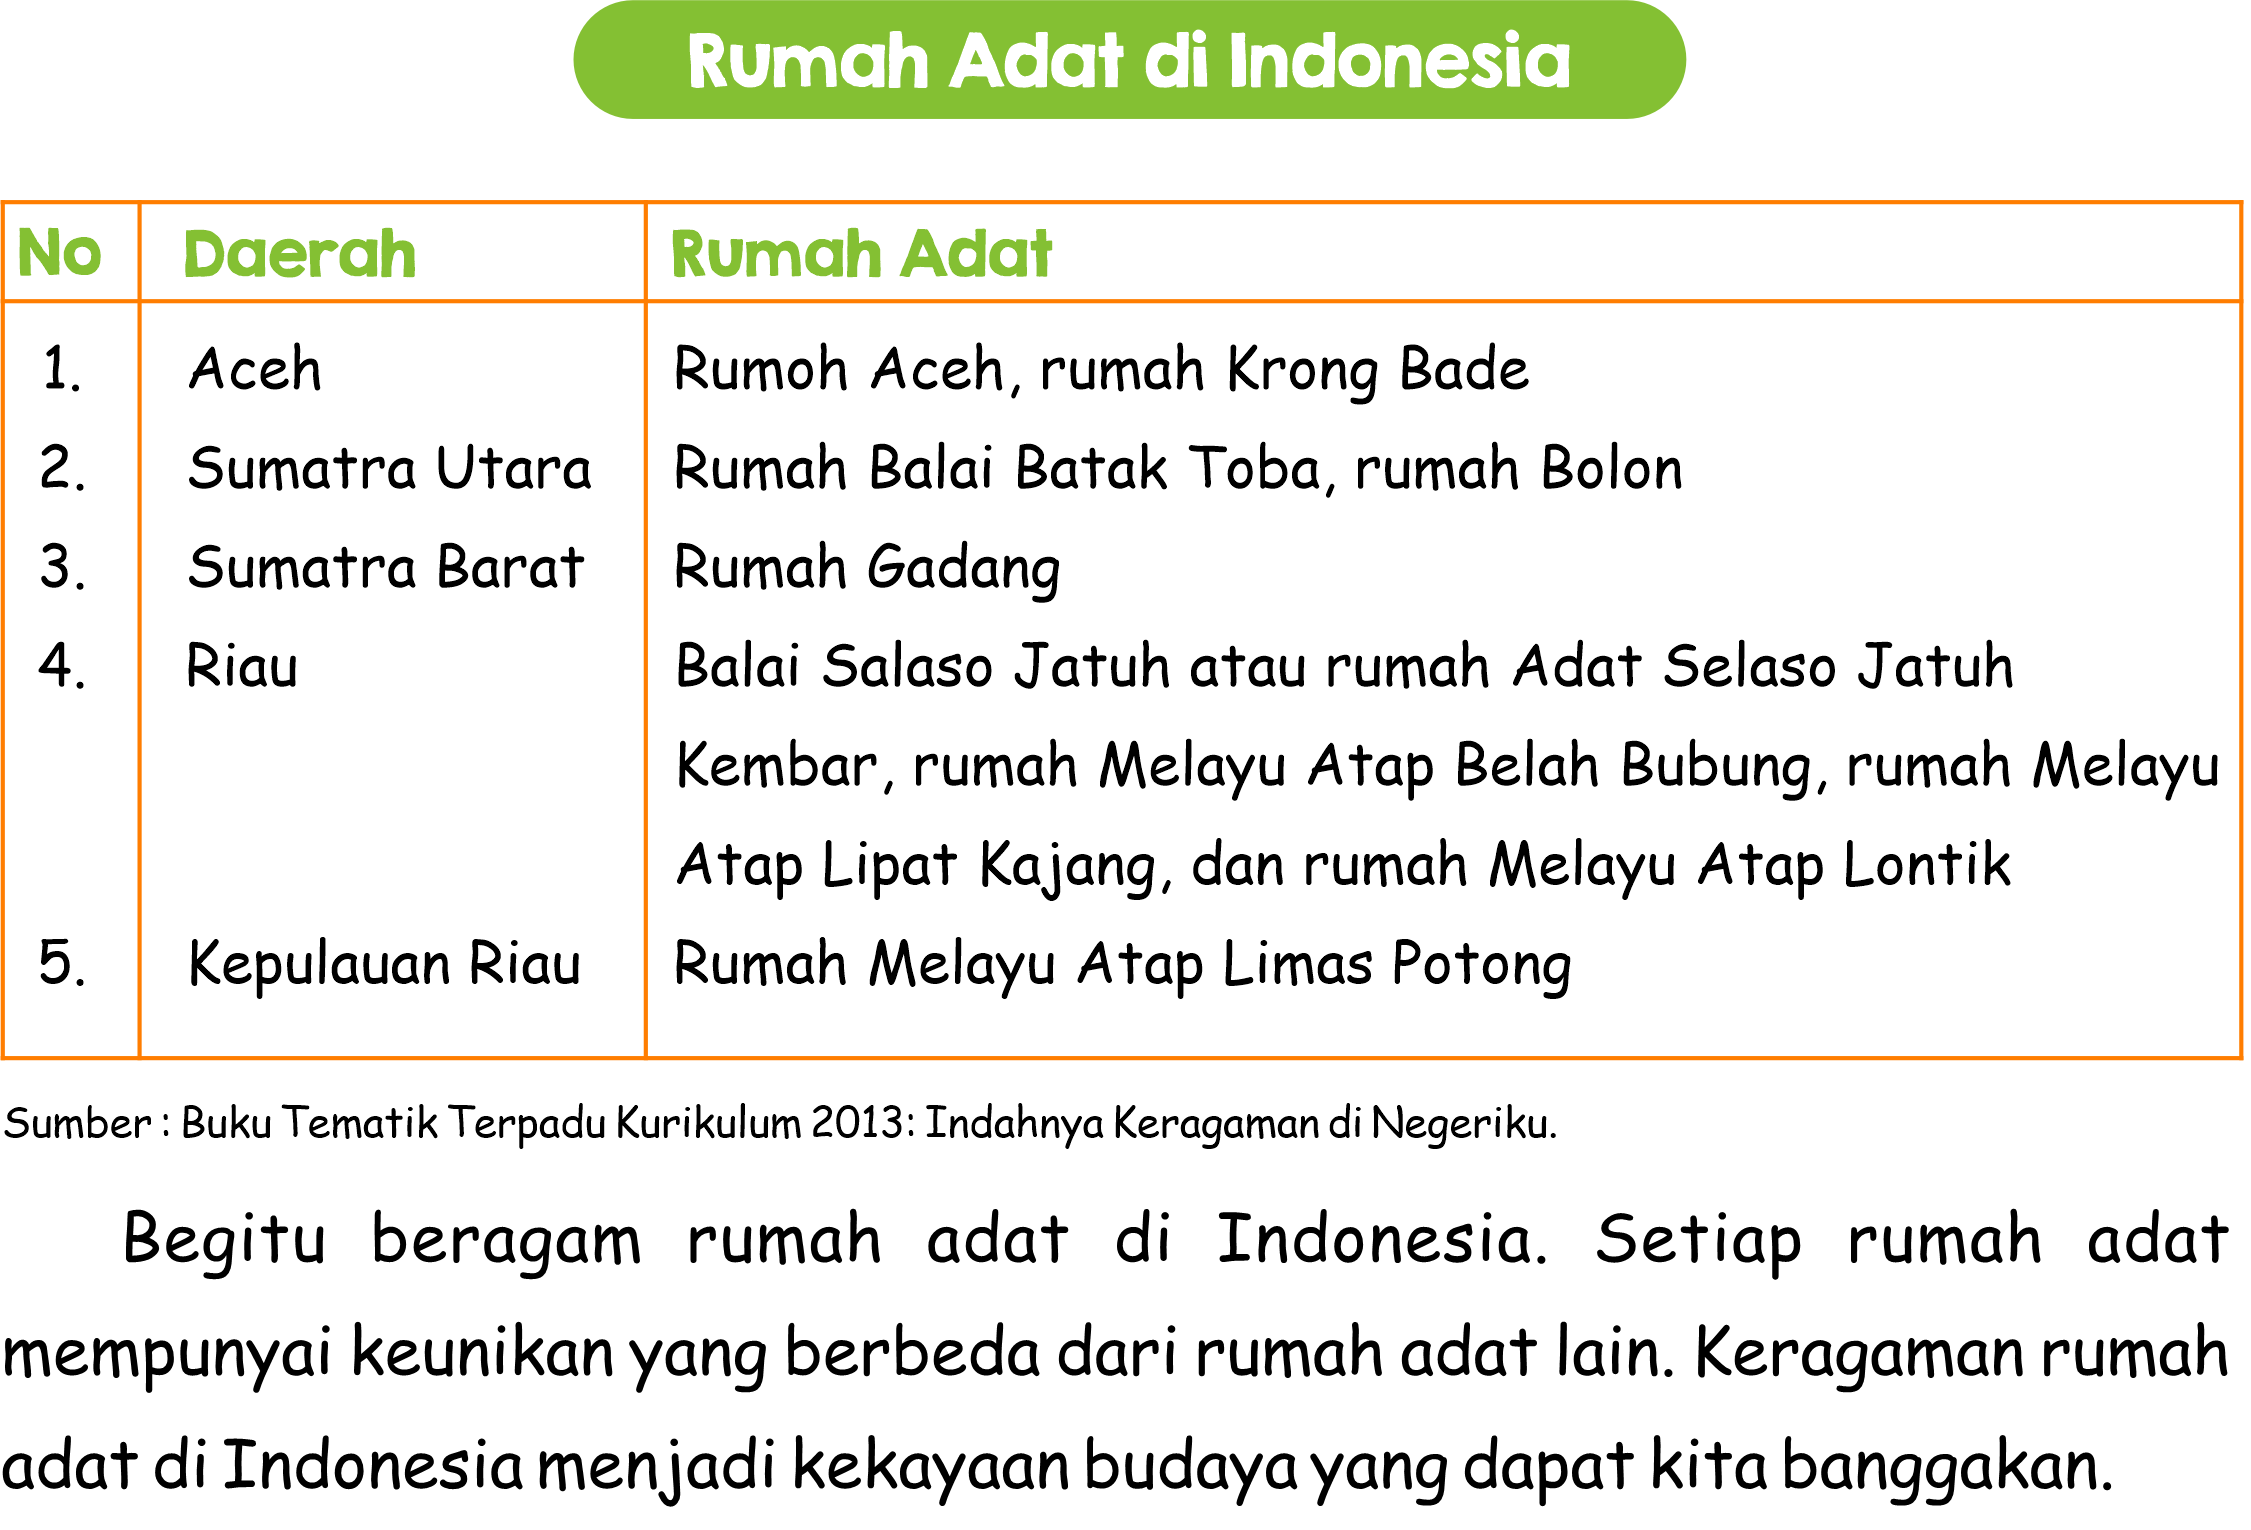 Rumah Adat di Indonesia
No Daerah Rumah Adat
1. Aceh Rumoh Aceh, rumah Krong Bade
2. Sumatra Utara Rumah Balai Batak Toba, rumah Bolon
3. Sumatra Barat Rumah Gadang
4. Riau Balai Salaso Jatuh atau rumah Adat Selaso Jatuh
Kembar, rumah Melayu Atap Belah Bubung, rumah Melayu
Atap Lipat Kajang, dan rumah Melayu Atap Lontik
5. Kepulauan Riau Rumah Melayu Atap Limas Potong
Sumber : Buku Tematik Terpadu Kurikulum 2013: Indahnya Keragaman di Negeriku.
Begitu beragam rumah adat di Indonesia. Setiap rumah adat
mempunyai keunikan yang berbeda dari rumah adat lain. Keragaman rumah
adat di Indonesia menjadi kekayaan budaya yang dapat kita banggakan.